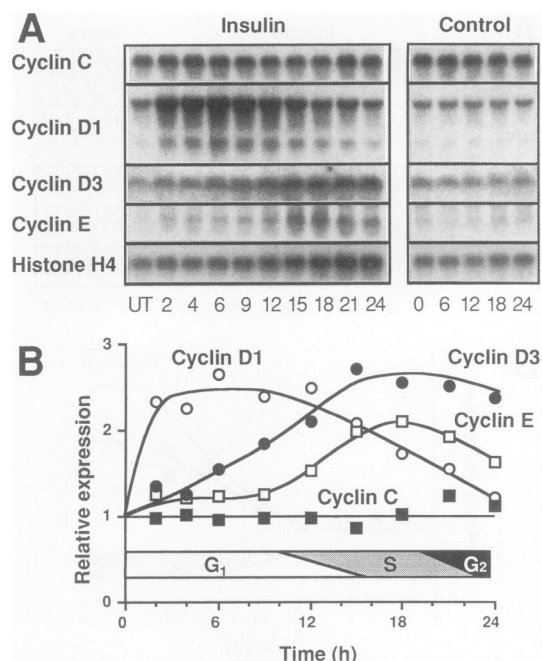 A
Insulin
Control
Cyclin C
Cyclin D1
Cyclin D3
Cyclin E
Histone H4
UT 2 4 6 9 12 15 18 21 24
0 6 12 18 24
B
Cyclin D1
Cyclin D3
Cyclin E
Cyclin C
Relative expression
3
2
1
0
G1
S
G2
0 6 12 18 24
Time (h)